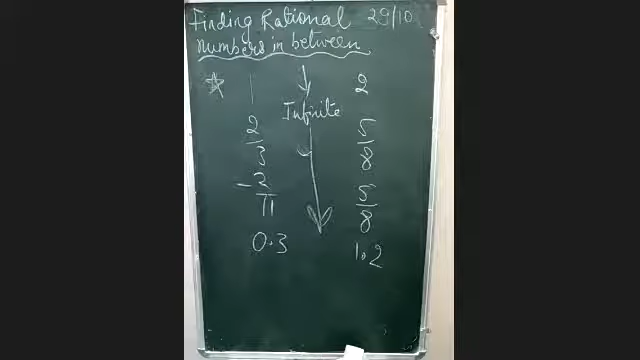 Finding Rational 29/10
numbers in between
1 2
Infinite
2/3 5/8
-2/11 5/8
0.3 1.2